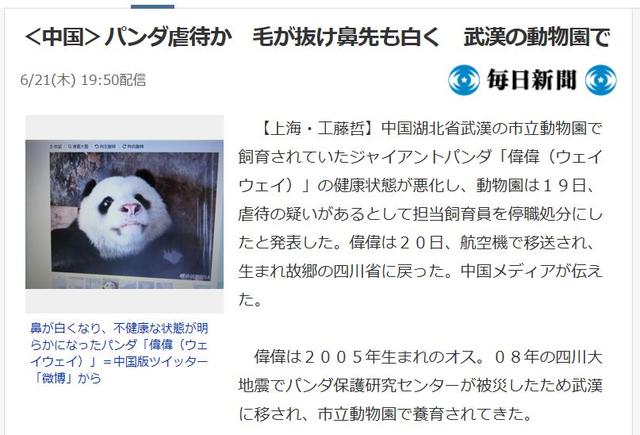 ＜中国＞パンダ虐待か　毛が抜け鼻先も白く　武漢の動物園で
6/21(木) 19:50配信
毎日新聞
【上海・工藤哲】中国湖北省武漢の市立動物園で
飼育されていたジャイアントパンダ「偉偉（ウェイ
ウェイ）」の健康状態が悪化し、動物園は１９日、
虐待の疑いがあるとして担当飼育員を停職処分にし
たと発表した。偉偉は２０日、航空機で移送され、
生まれ故郷の四川省に戻った。中国メディアが伝え
た。
鼻が白くなり、不健康な状態が明
らかになったパンダ「偉偉（ウェ
イウェイ）」＝中国版ツイッター
「微博」から
偉偉は２００５年生まれのオス。０８年の四川大
地震でパンダ保護研究センターが被災したため武漢
に移され、市立動物園で養育されてきた。